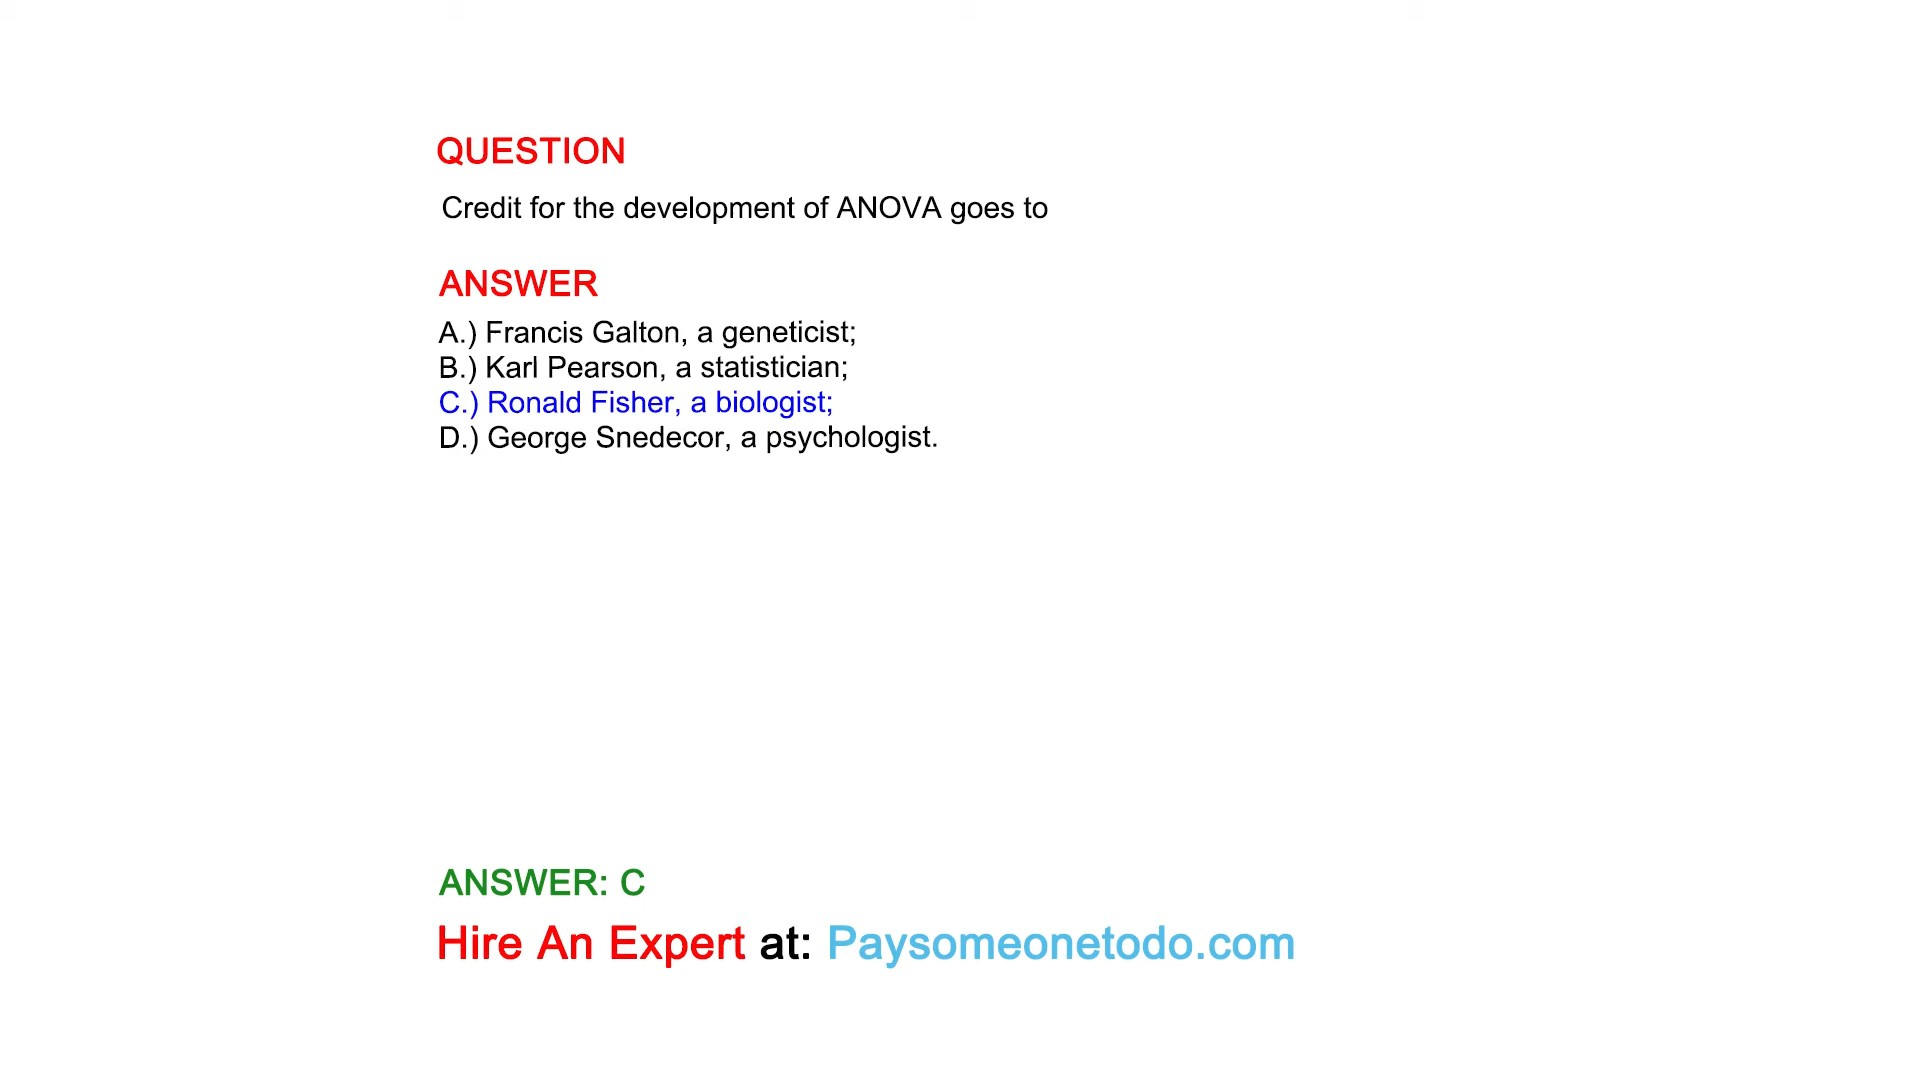 QUESTION
Credit for the development of ANOVA goes to
ANSWER
A.) Francis Galton, a geneticist;
B.) Karl Pearson, a statistician;
C.) Ronald Fisher, a biologist;
D.) George Snedecor, a psychologist.
ANSWER: C
Hire An Expert at: Paysomeonetodo.com